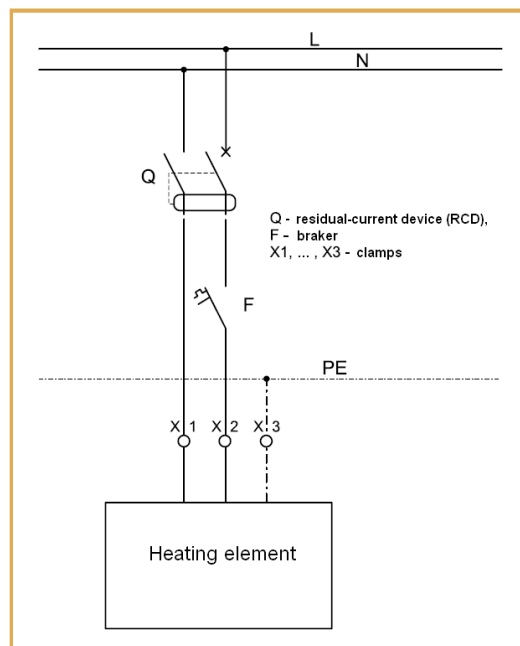 L
N
Q
Q - residual-current device (RCD),
F - braker
X1, ... , X3 - clamps
F
PE
X 1 X 2 X 3
Heating element